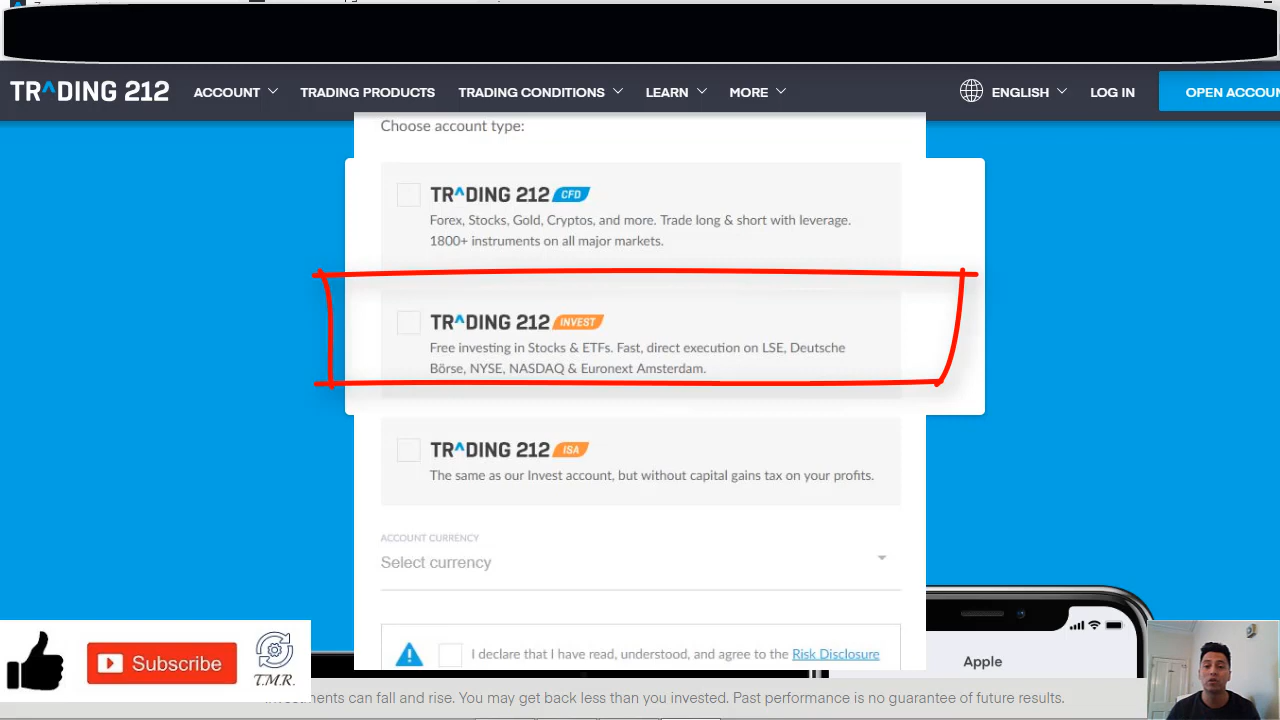 TRADING 212 ACCOUNT TRADING PRODUCTS TRADING CONDITIONS LEARN MORE ENGLISH LOG IN OPEN ACCOUN
Choose account type:
TRADING 212 CFD
Forex, Stocks, Gold, Cryptos, and more. Trade long & short with leverage.
1800+ instruments on all major markets.
TRADING 212 INVEST
Free investing in Stocks & ETFs. Fast, direct execution on LSE, Deutsche
Börse, NYSE, NASDAQ & Euronext Amsterdam.
TRADING 212 ISA
The same as our Invest account, but without capital gains tax on your profits.
ACCOUNT CURRENCY
Select currency
I declare that I have read, understood, and agree to the Risk Disclosure
Subscribe
T.M.R.
Apple
vestments can fall and rise. You may get back less than you invested. Past performance is no guarantee of future results.